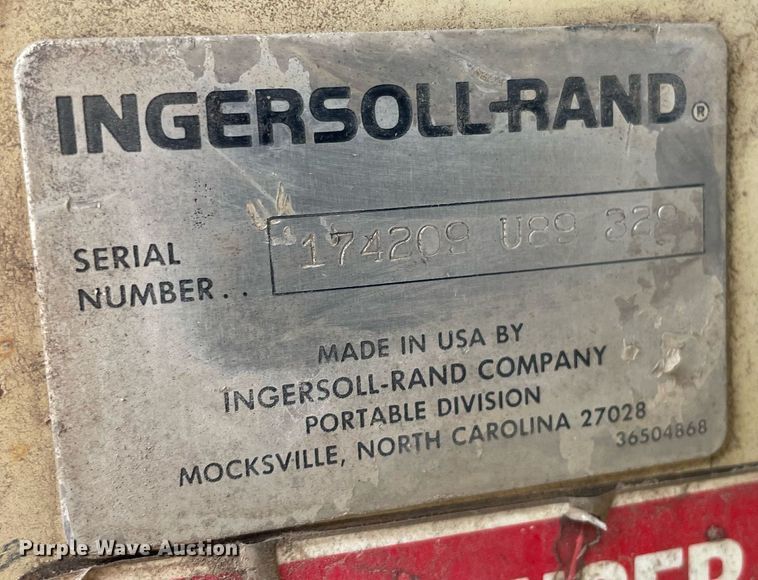 INGERSOLL-RAND®
SERIAL
NUMBER.. 174209 U89 329
MADE IN USA BY
INGERSOLL-RAND COMPANY
PORTABLE DIVISION
MOCKSVILLE, NORTH CAROLINA 27028
36504868
Purple Wave Auction